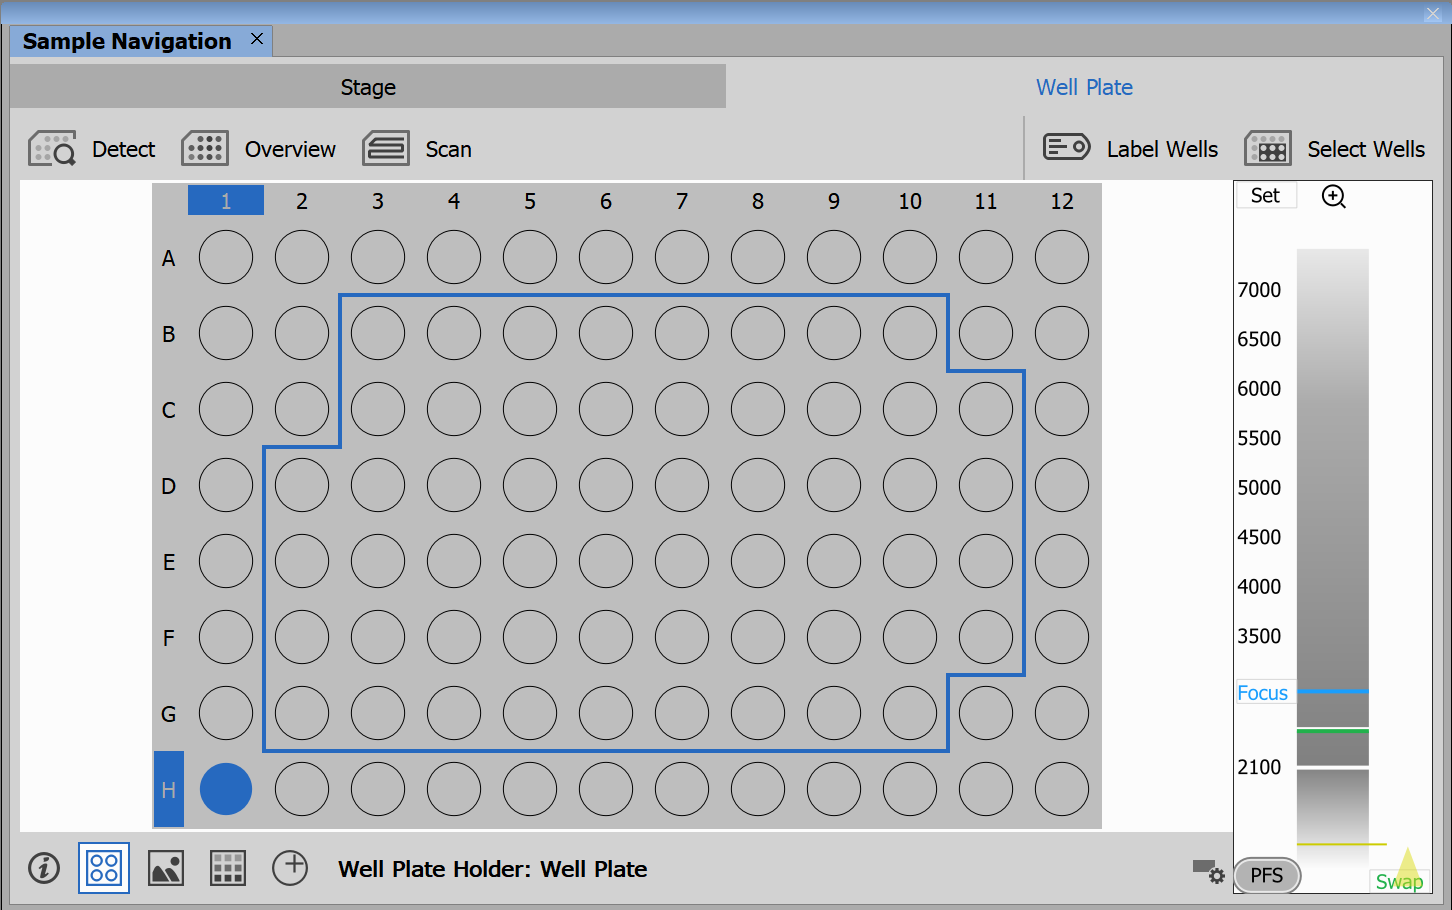 Sample Navigation
Stage
Well Plate
Detect
Overview
Scan
Label Wells
Select Wells
1 2 3 4 5 6 7 8 9 10 11 12
A
B
C
D
E
F
G
H
Set
7000
6500
6000
5500
5000
4500
4000
3500
Focus
2100
Well Plate Holder: Well Plate
PFS
Swap